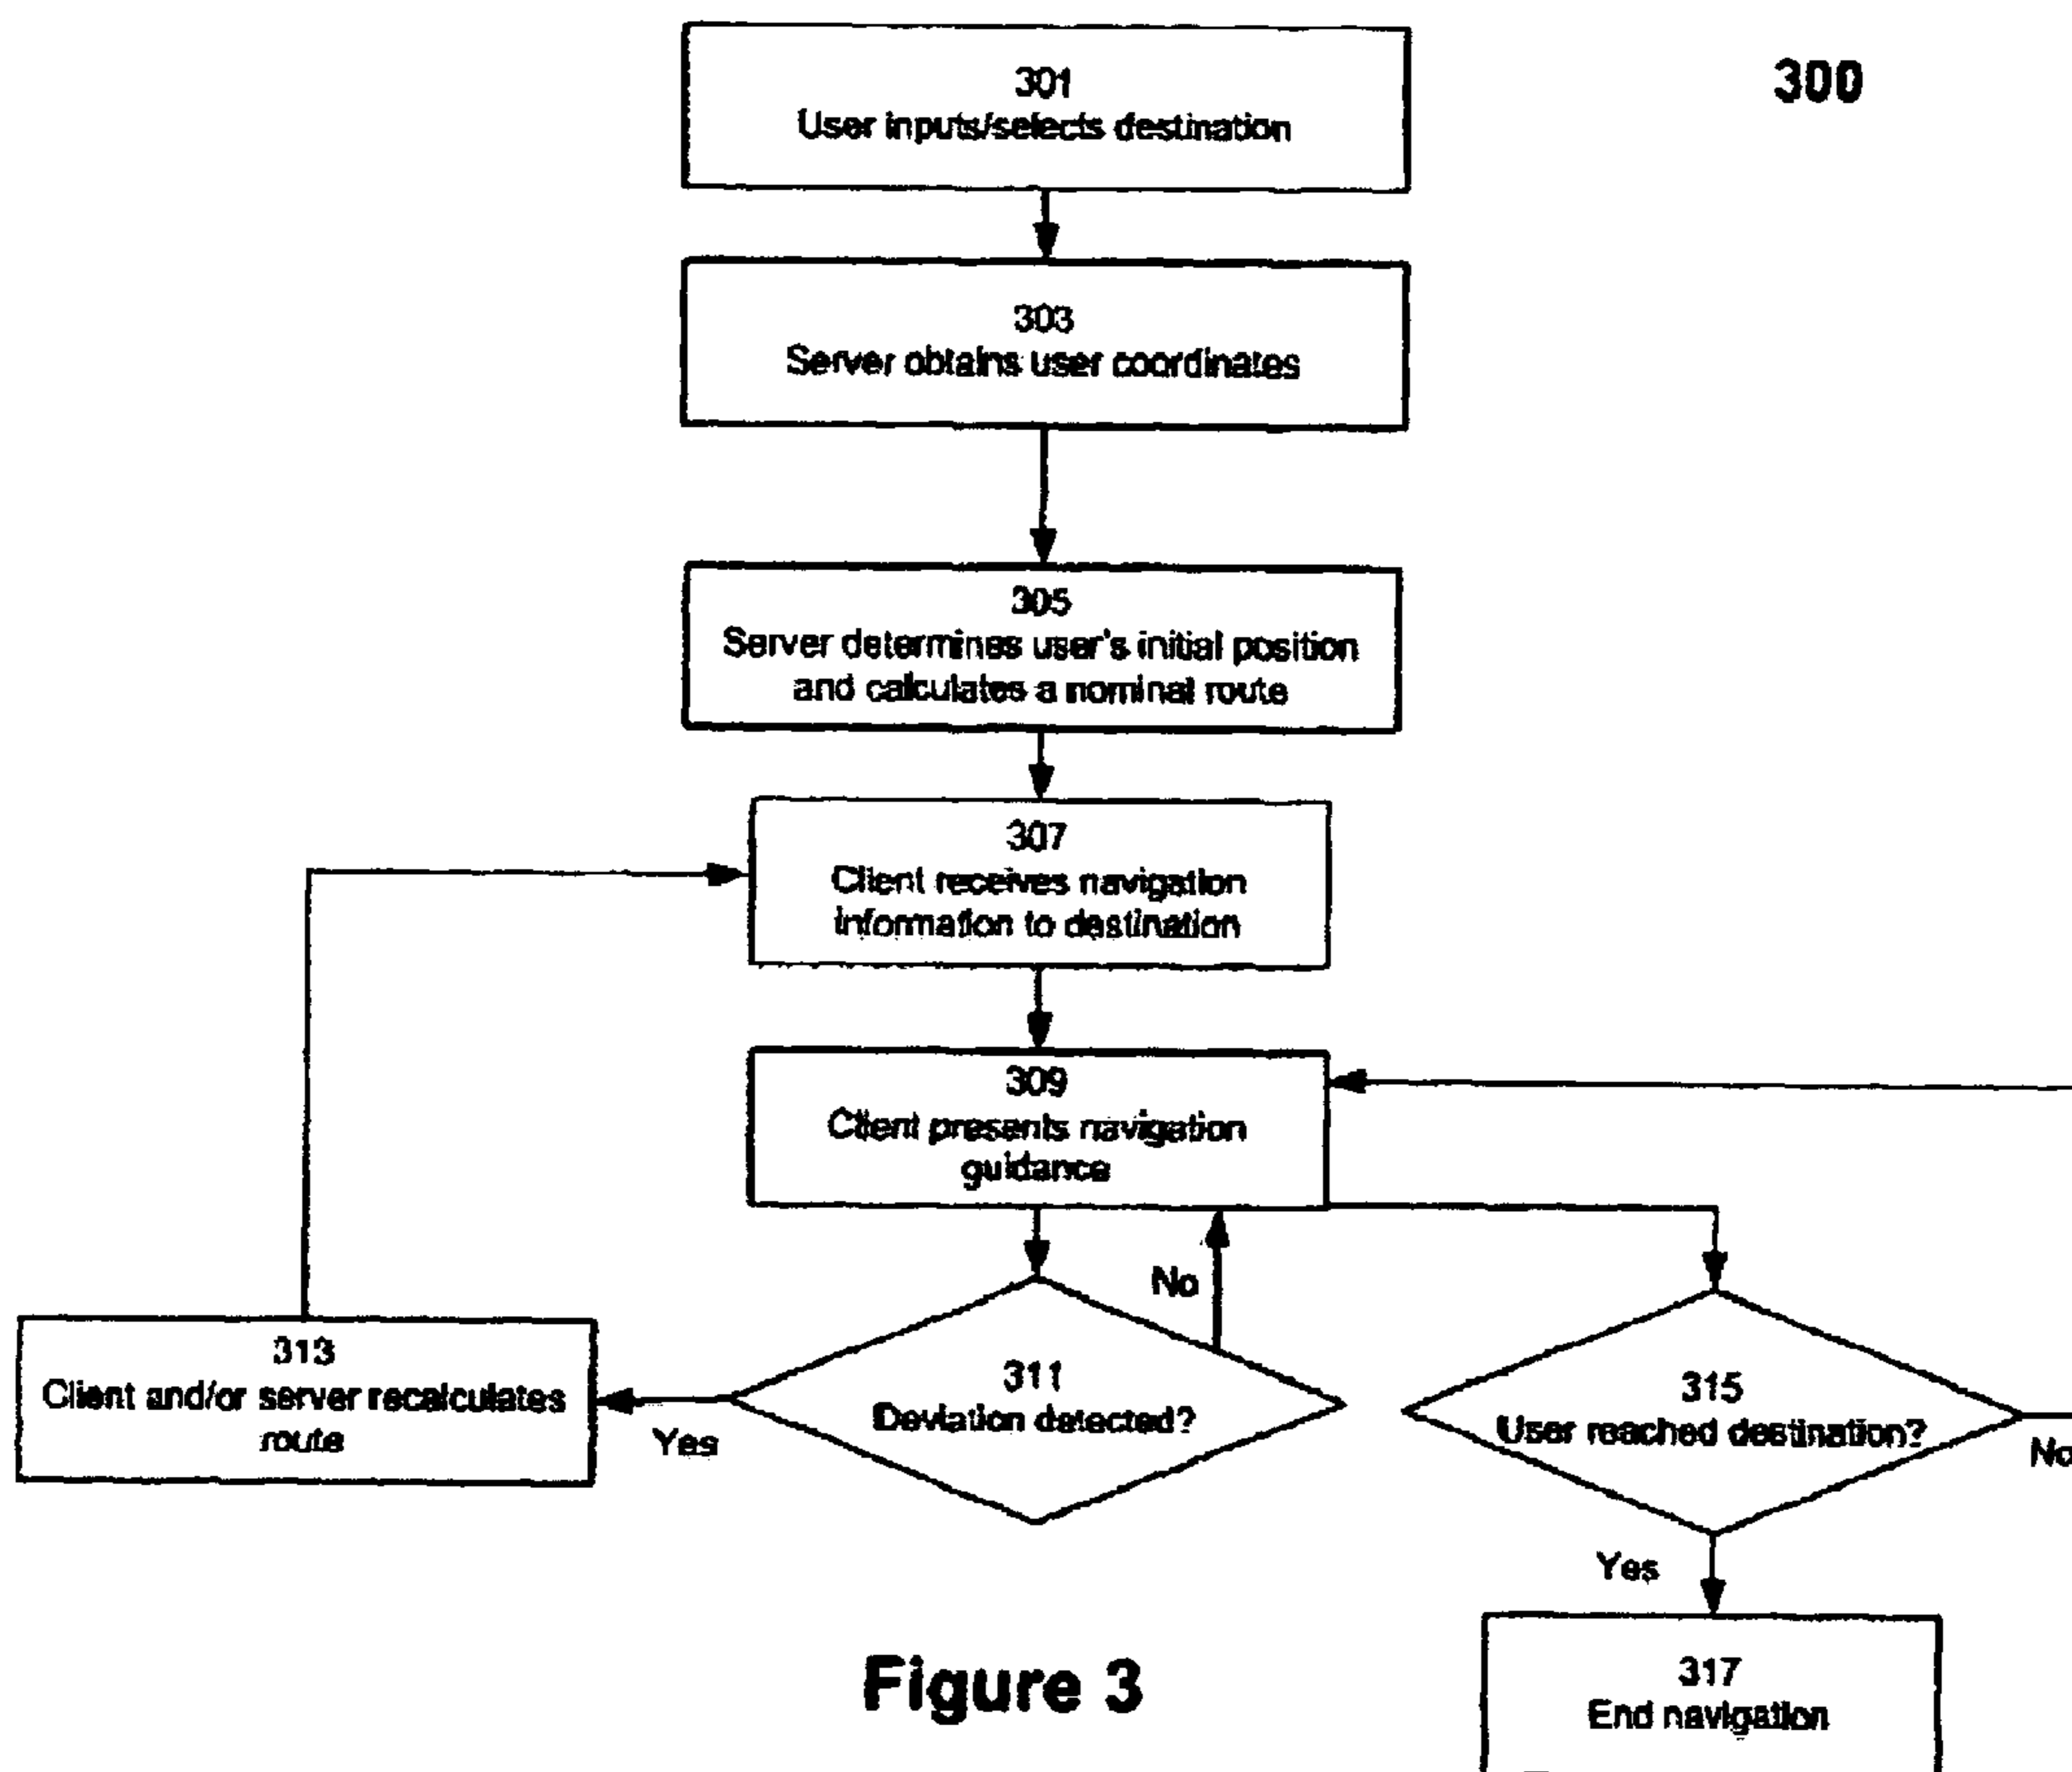 300
301
User inputs/selects destination
303
Server obtains user coordinates
305
Server determines user's initial position
and calculates a nominal route
307
Client receives navigation
information to destination
309
Client presents navigation
guidance
No
311
Deviation detected?
Yes
313
Client and/or server recalculates
route
315
User reached destination?
No
Yes
317
End navigation
Figure 3